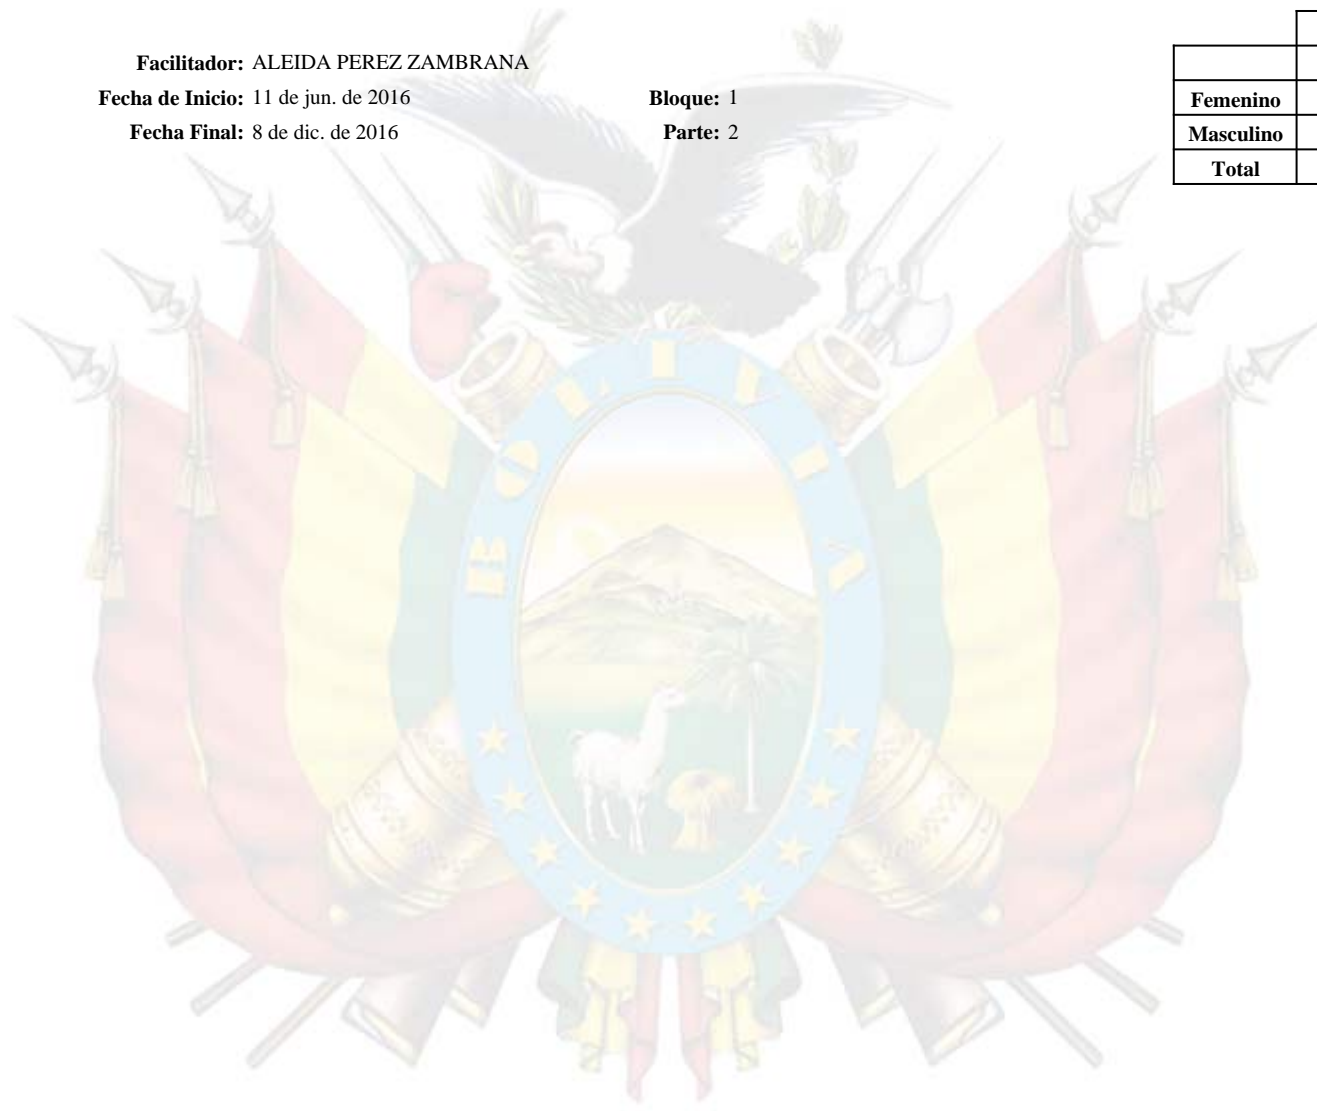 Facilitador: ALEIDA PEREZ ZAMBRANA
Fecha de Inicio: 11 de jun. de 2016 Bloque: 1
Fecha Final: 8 de dic. de 2016 Parte: 2
Femenino
Masculino
Total
BOLIVIA